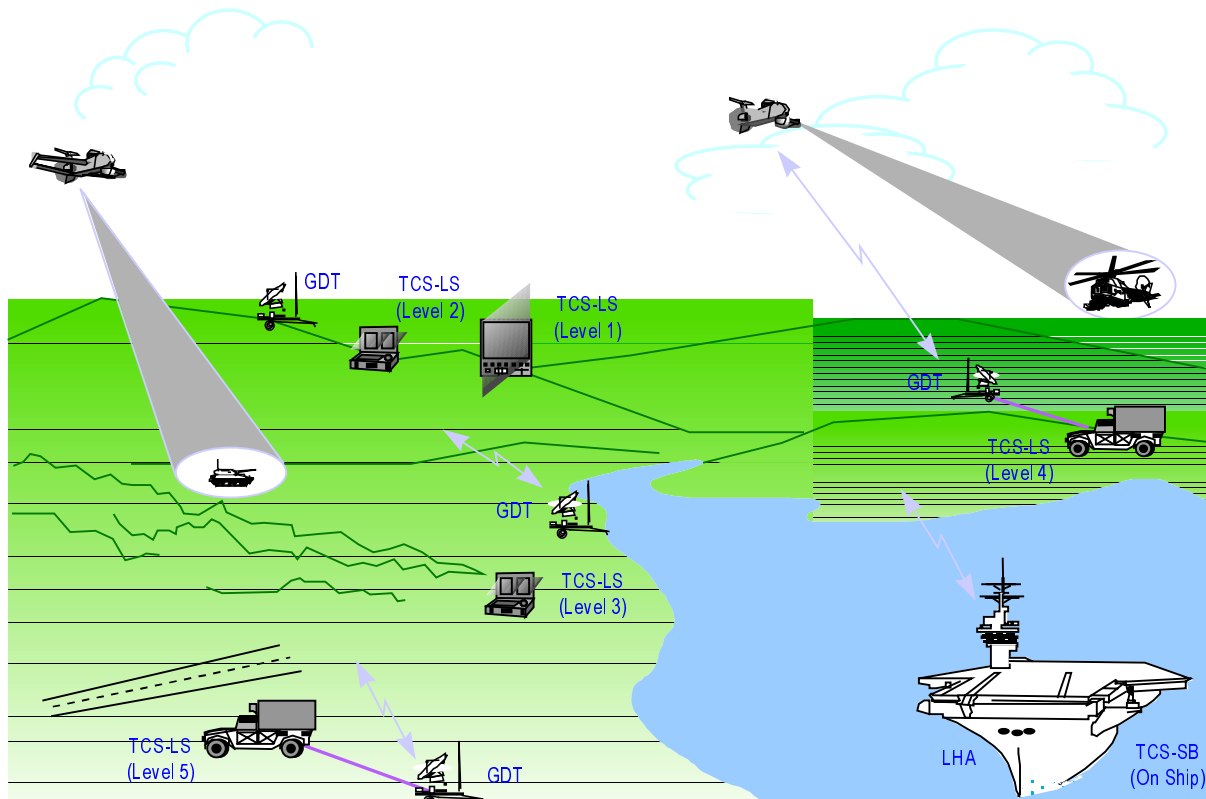 GDT
TCS-LS
(Level 2)
TCS-LS
(Level 1)
GDT
TCS-LS
(Level 4)
GDT
TCS-LS
(Level 3)
TCS-LS
(Level 5)
GDT
LHA
TCS-SB
(On Ship)